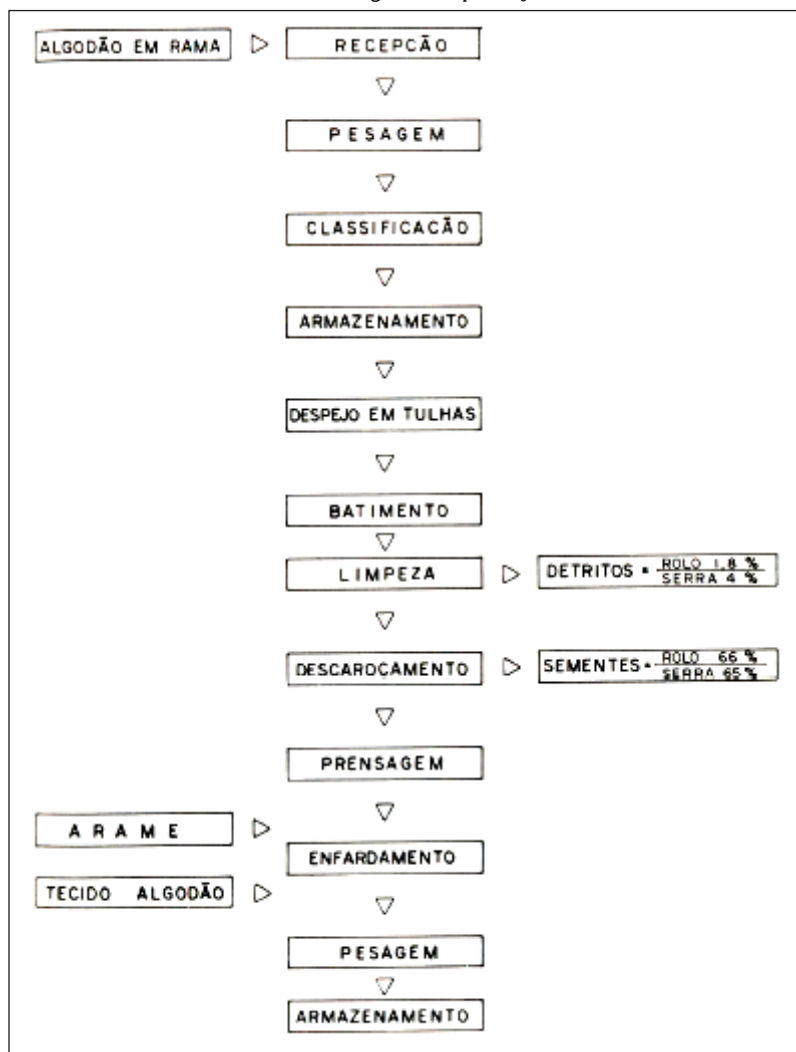 ALGODÃO EM RAMA
RECEPCÃO
PESAGEM
CLASSIFICACÃO
ARMAZENAMENTO
DESPEJO EM TULHAS
BATIMENTO
LIMPEZA
DETRITOS = ROLO 1,8 %
SERRA 4 %
DESCAROÇAMENTO
SEMENTES = ROLO 66 %
SERRA 65 %
PRENSAGEM
ARAME
ENFARDAMENTO
TECIDO ALGODÃO
PESAGEM
ARMAZENAMENTO